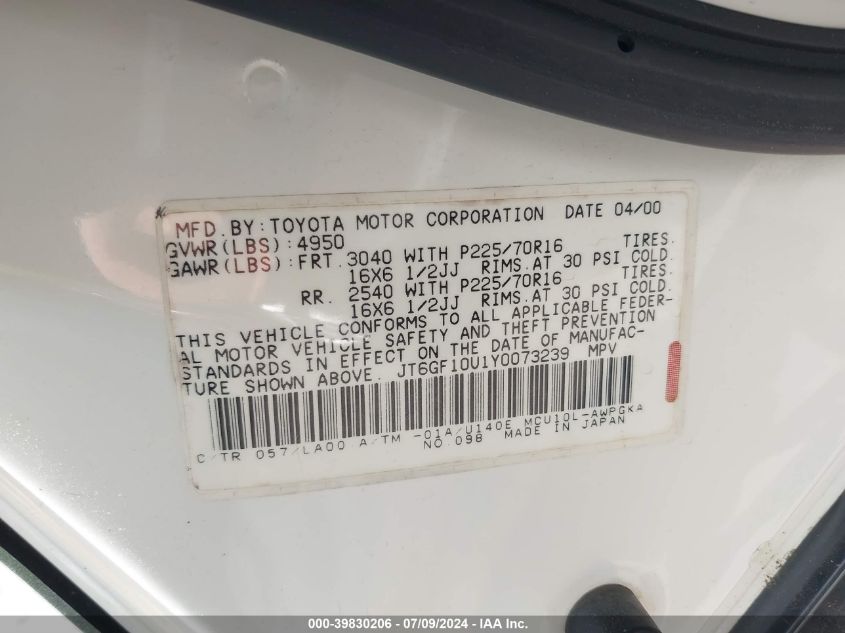 MFD.BY:TOYOTA MOTOR CORPORATION DATE 04/00
GVWR(LBS):4950
GAWR(LBS):FRT.3040 WITH P225/70R16 TIRES.
16X6 1/2JJ RIMS.AT 30 PSI COLD.
RR. 2540 WITH P225/70R16 TIRES.
16X6 1/2JJ RIMS.AT 30 PSI COLD.
THIS VEHICLE CONFORMS TO ALL APPLICABLE FEDER-
AL MOTOR VEHICLE SAFETY AND THEFT PREVENTION
STANDARDS IN EFFECT ON THE DATE OF MANUFAC-
TURE SHOWN ABOVE. JT6GF10U1Y0073239 MPV
C/TR 057/LA00 A/TM -01A/U140E MCU10L-AWPGKA
NO.098 MADE IN JAPAN
000-39830206 - 07/09/2024 - IAA